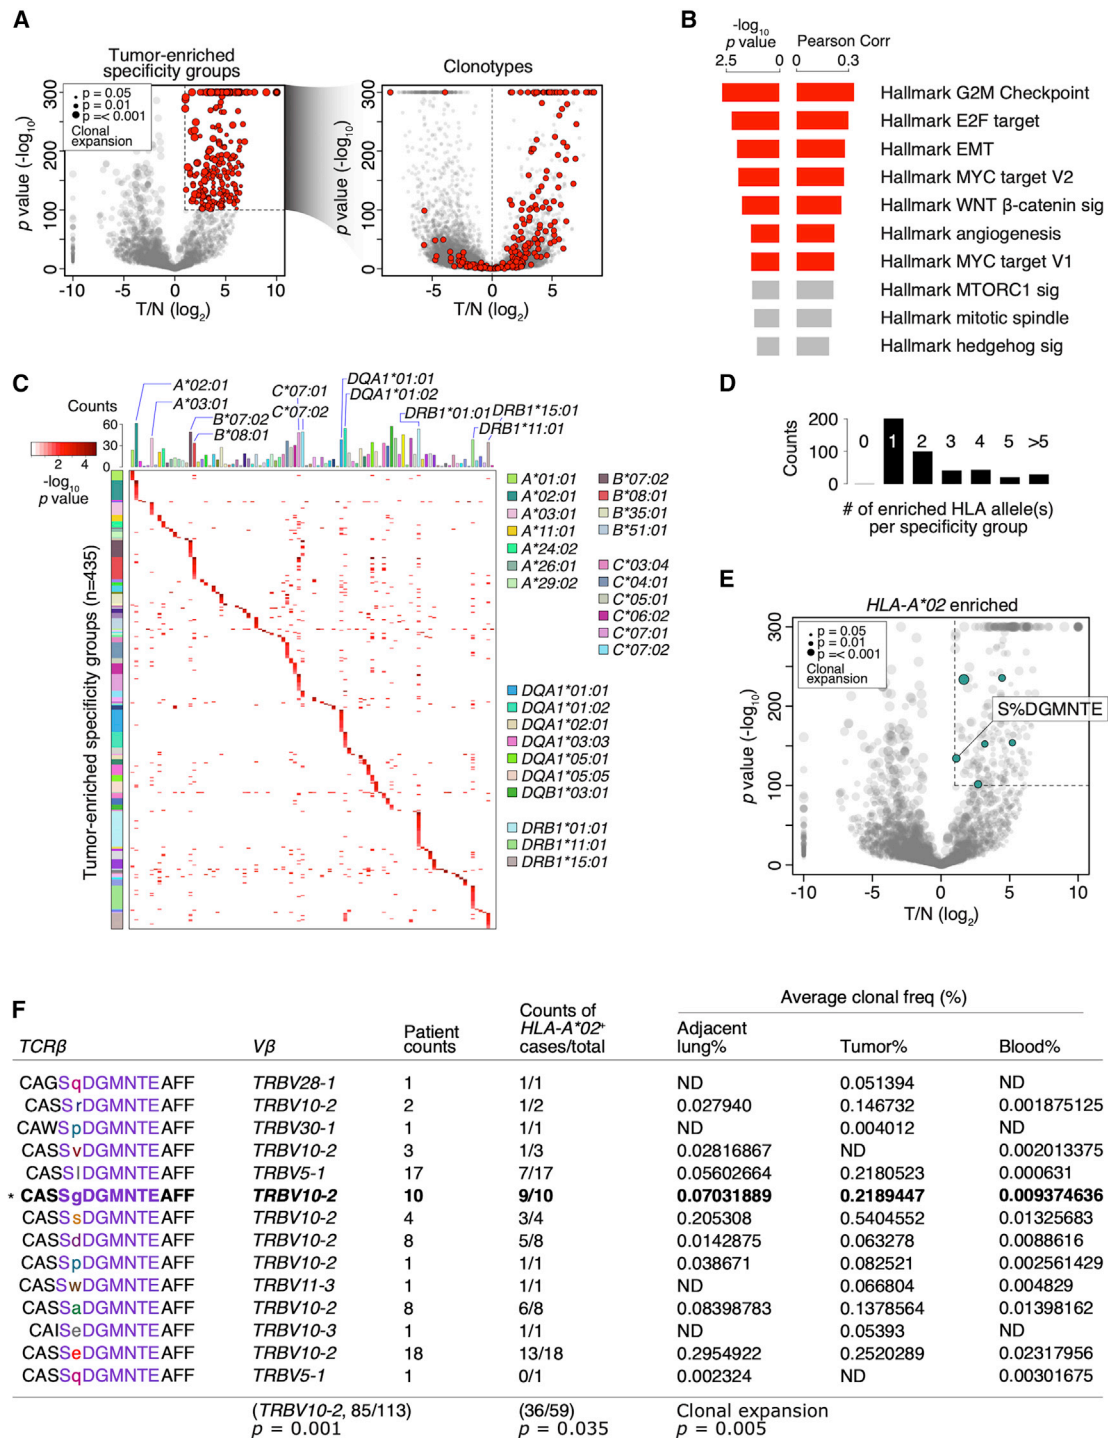 A
Tumor-enriched
specificity groups
p = 0.05
p = 0.01
p =< 0.001
Clonal
expansion
p value (-log10)
300
200
100
0
-10
-5
0
5
10
T/N (log2)
Clonotypes
p value (-log10)
300
200
100
0
-5
0
5
T/N (log2)
B
-log10
p value
Pearson Corr
2.5 0 0 0.3
Hallmark G2M Checkpoint
Hallmark E2F target
Hallmark EMT
Hallmark MYC target V2
Hallmark WNT β-catenin sig
Hallmark angiogenesis
Hallmark MYC target V1
Hallmark MTORC1 sig
Hallmark mitotic spindle
Hallmark hedgehog sig
C
Counts
60
30
0
2 4
-log10
p value
A*02:01
A*03:01
B*07:02
B*08:01
C*07:01
C*07:02
DQA1*01:01
DQA1*01:02
DRB1*01:01
DRB1*15:01
DRB1*11:01
Tumor-enriched specificity groups (n=435)
A*01:01
A*02:01
A*03:01
A*11:01
A*24:02
A*26:01
A*29:02
B*07:02
B*08:01
B*35:01
B*51:01
C*03:04
C*04:01
C*05:01
C*06:02
C*07:01
C*07:02
DQA1*01:01
DQA1*01:02
DQA1*02:01
DQA1*03:03
DQA1*05:01
DQA1*05:05
DQB1*03:01
DRB1*01:01
DRB1*11:01
DRB1*15:01
D
Counts
200
100
0
0 1 2 3 4 5 >5
# of enriched HLA allele(s)
per specificity group
E
HLA-A*02 enriched
p = 0.05
p = 0.01
p =< 0.001
Clonal
expansion
S%DGMNTE
p value (-log10)
300
200
100
0
-10
-5
0
5
10
T/N (log2)
F
Average clonal freq (%)
TCRβ Vβ Patient counts Counts of HLA-A*02+ cases/total Adjacent lung% Tumor% Blood%
CAGSqDGMNTEAFF TRBV28-1 1 1/1 ND 0.051394 ND
CASSrDGMNTEAFF TRBV10-2 2 1/2 0.027940 0.146732 0.001875125
CAWSpDGMNTEAFF TRBV30-1 1 1/1 ND 0.004012 ND
CASSvDGMNTEAFF TRBV10-2 3 1/3 0.02816867 ND 0.002013375
CASSlDGMNTEAFF TRBV5-1 17 7/17 0.05602664 0.2180523 0.000631
* CASSgDGMNTEAFF TRBV10-2 10 9/10 0.07031889 0.2189447 0.009374636
CASSsDGMNTEAFF TRBV10-2 4 3/4 0.205308 0.5404552 0.01325683
CASSdDGMNTEAFF TRBV10-2 8 5/8 0.0142875 0.063278 0.0088616
CASSpDGMNTEAFF TRBV10-2 1 1/1 0.038671 0.082521 0.002561429
CASSwDGMNTEAFF TRBV11-3 1 1/1 ND 0.066804 0.004829
CASSaDGMNTEAFF TRBV10-2 8 6/8 0.08398783 0.1378564 0.01398162
CAISeDGMNTEAFF TRBV10-3 1 1/1 ND 0.05393 ND
CASSeDGMNTEAFF TRBV10-2 18 13/18 0.2954922 0.2520289 0.02317956
CASSqDGMNTEAFF TRBV5-1 1 0/1 0.002324 ND 0.00301675
(TRBV10-2, 85/113) (36/59) Clonal expansion
p = 0.001 p = 0.035 p = 0.005